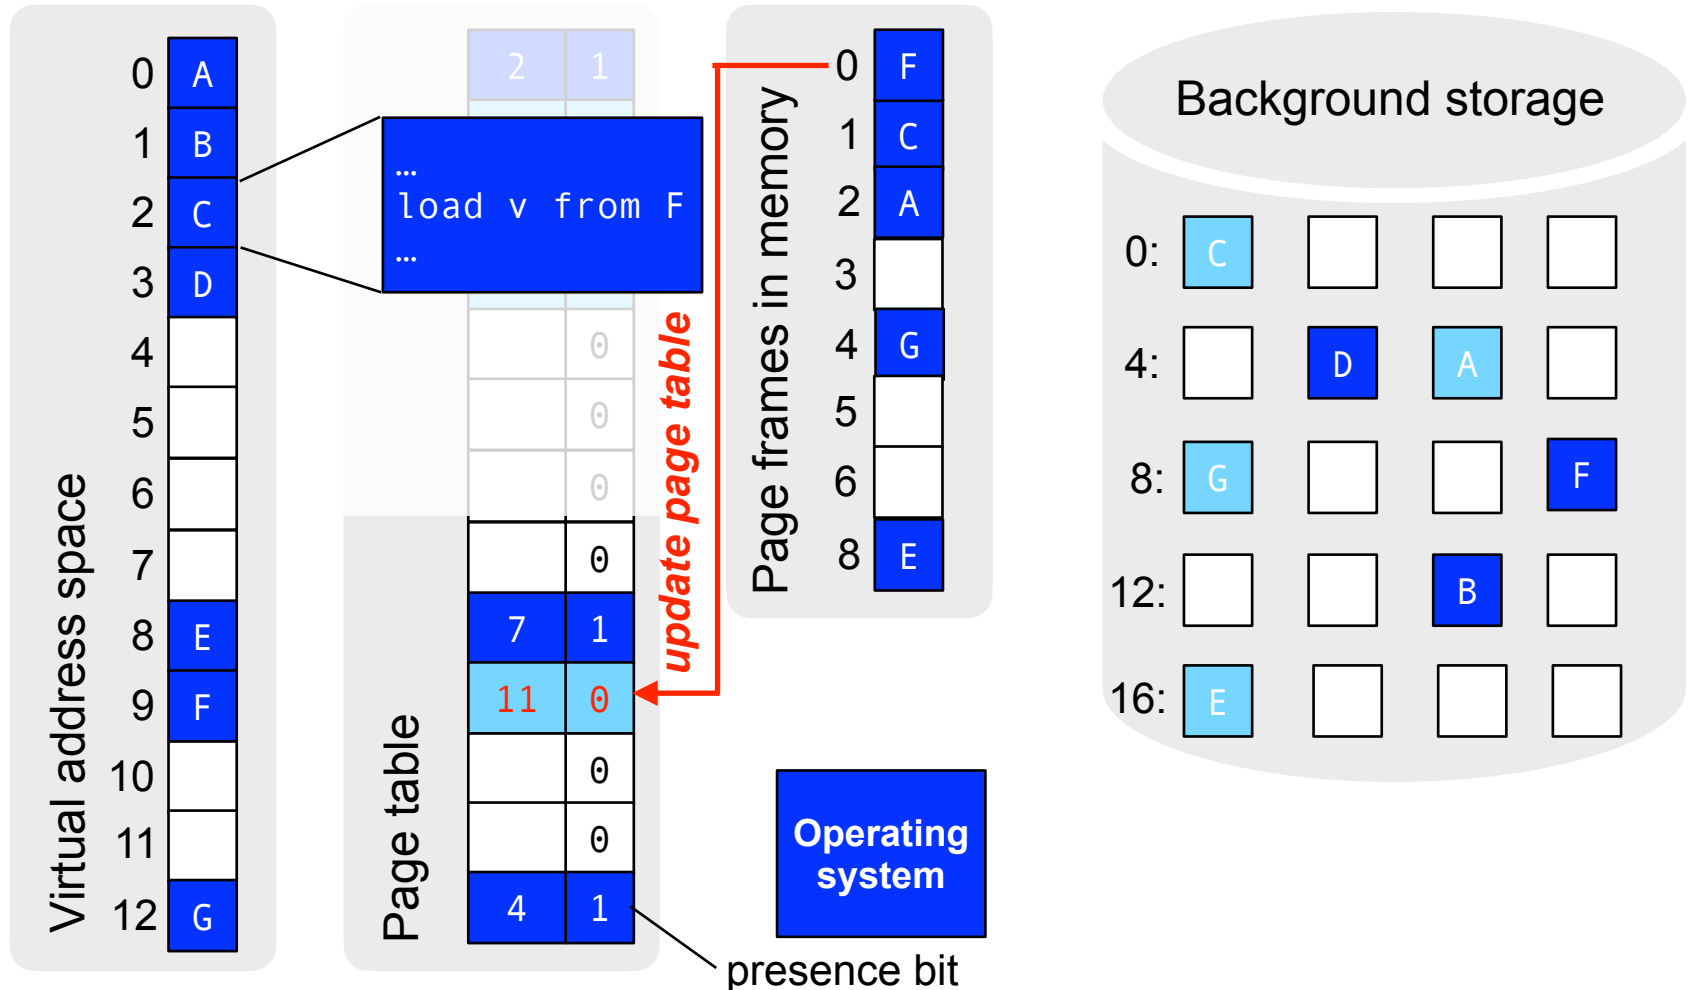 Virtual address space
0 A
1 B
2 C
3 D
4
5
6
7
8 E
9 F
10
11
12 G
Page table
2 1
…
load v from F
…
0
0
0
0
7 1
11 0
0
0
4 1
presence bit
update page table
Page frames in memory
0 F
1 C
2 A
3
4 G
5
6
8 E
Operating
system
Background storage
0: C
4: D A
8: G F
12: B
16: E